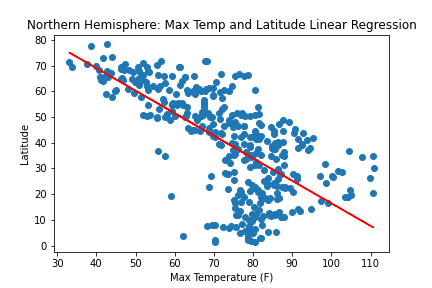 Northern Hemisphere: Max Temp and Latitude Linear Regression
80
70
60
50
40
30
20
10
0
Latitude
30 40 50 60 70 80 90 100 110
Max Temperature (F)